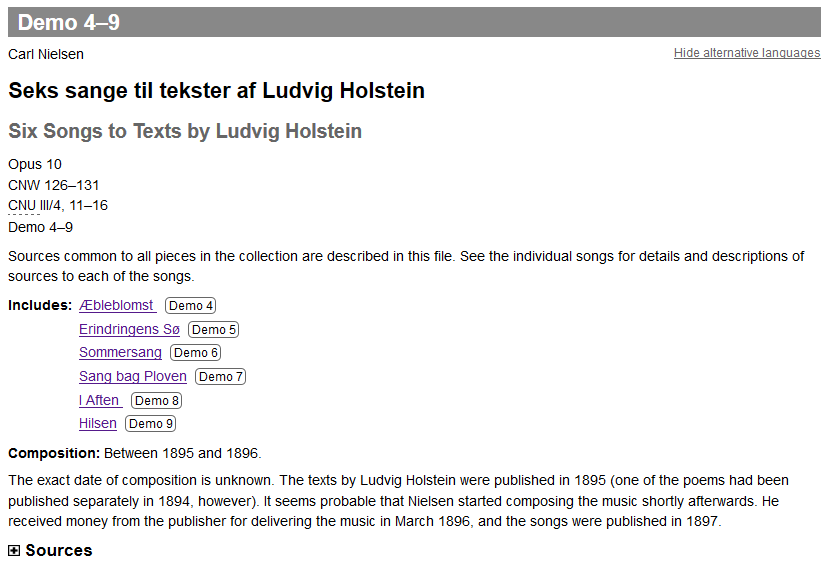 Demo 4–9
Carl Nielsen
Hide alternative languages
Seks sange til tekster af Ludvig Holstein
Six Songs to Texts by Ludvig Holstein
Opus 10
CNW 126–131
CNU III/4, 11–16
Demo 4–9
Sources common to all pieces in the collection are described in this file. See the individual songs for details and descriptions of
sources to each of the songs.
Includes: Æbleblomst Demo 4
Erindringens Sø Demo 5
Sommersang Demo 6
Sang bag Ploven Demo 7
I Aften Demo 8
Hilsen Demo 9
Composition: Between 1895 and 1896.
The exact date of composition is unknown. The texts by Ludvig Holstein were published in 1895 (one of the poems had been
published separately in 1894, however). It seems probable that Nielsen started composing the music shortly afterwards. He
received money from the publisher for delivering the music in March 1896, and the songs were published in 1897.
Sources